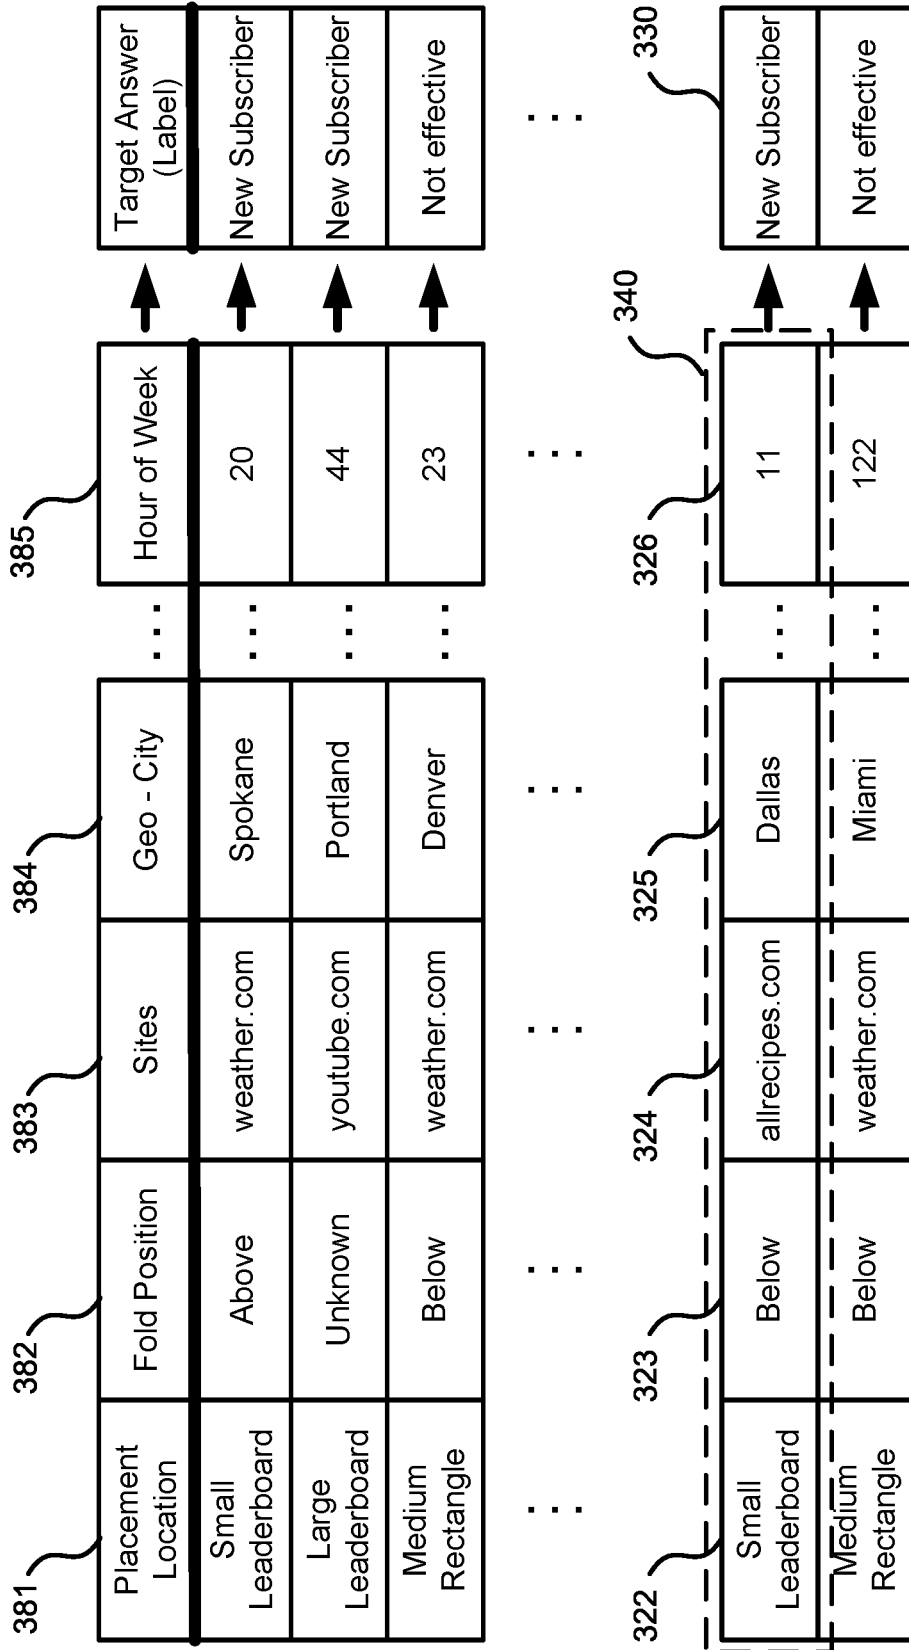 381 382 383 384 385
Placement Location Fold Position Sites Geo - City ... Hour of Week Target Answer (Label)
Small Leaderboard Above weather.com Spokane ... 20 New Subscriber
Large Leaderboard Unknown youtube.com Portland ... 44 New Subscriber
Medium Rectangle Below weather.com Denver ... 23 Not effective
... ... ... ... ... ...
322 323 324 325 326 340 330
Small Leaderboard Below allrecipes.com Dallas ... 11 New Subscriber
Medium Rectangle Below weather.com Miami ... 122 Not effective